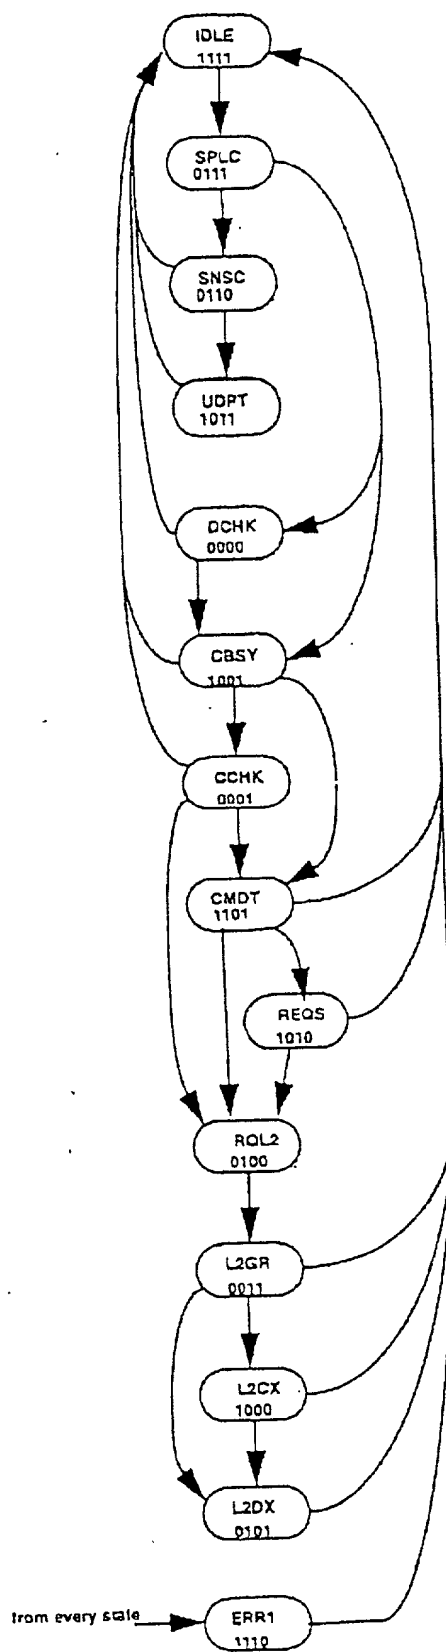 IDLE
1111
SPLC
0111
SNSC
0110
UDPT
1011
DCHK
0000
CBSY
1001
CCHK
0001
CMDT
1101
REQS
1010
RQL2
0100
L2GR
0011
L2CX
1000
L2DX
0101
from every state
ERR1
1110